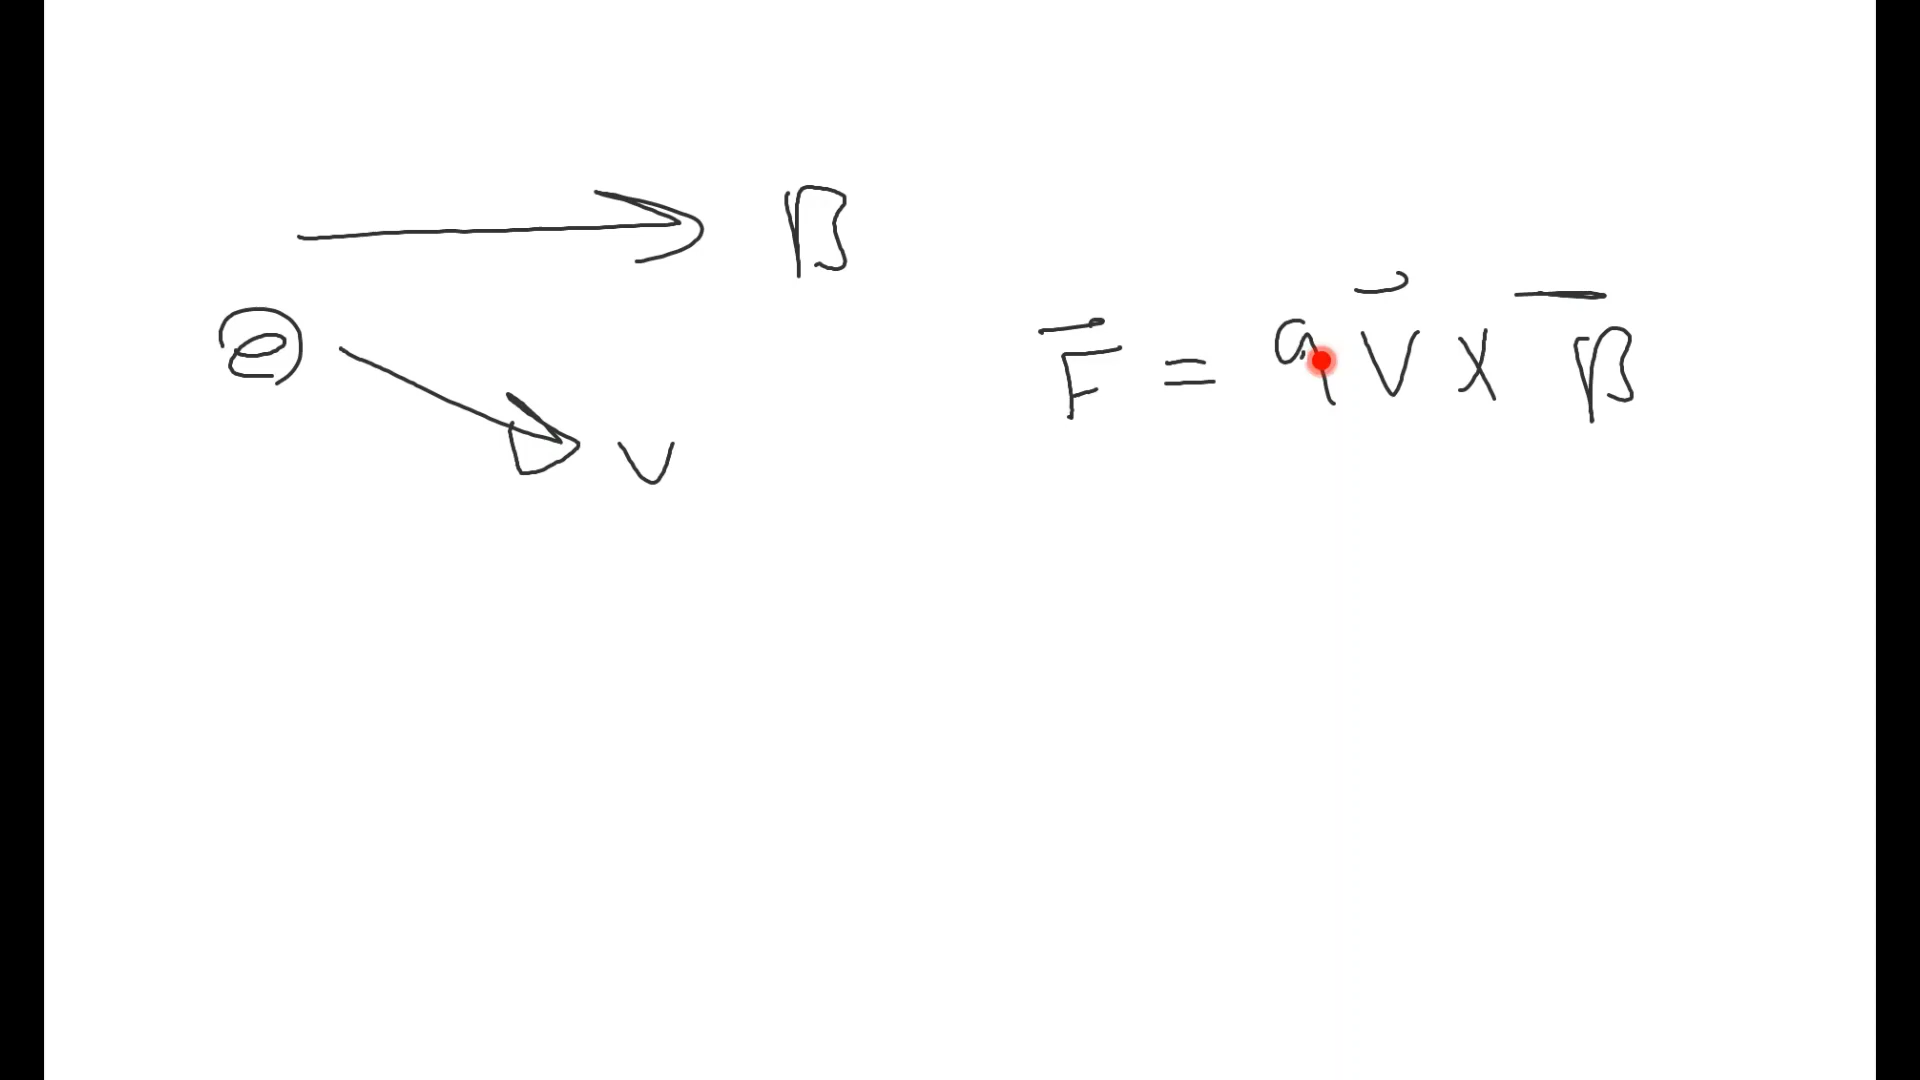 B
e
V
F⃗ = qV⃗ x B⃗